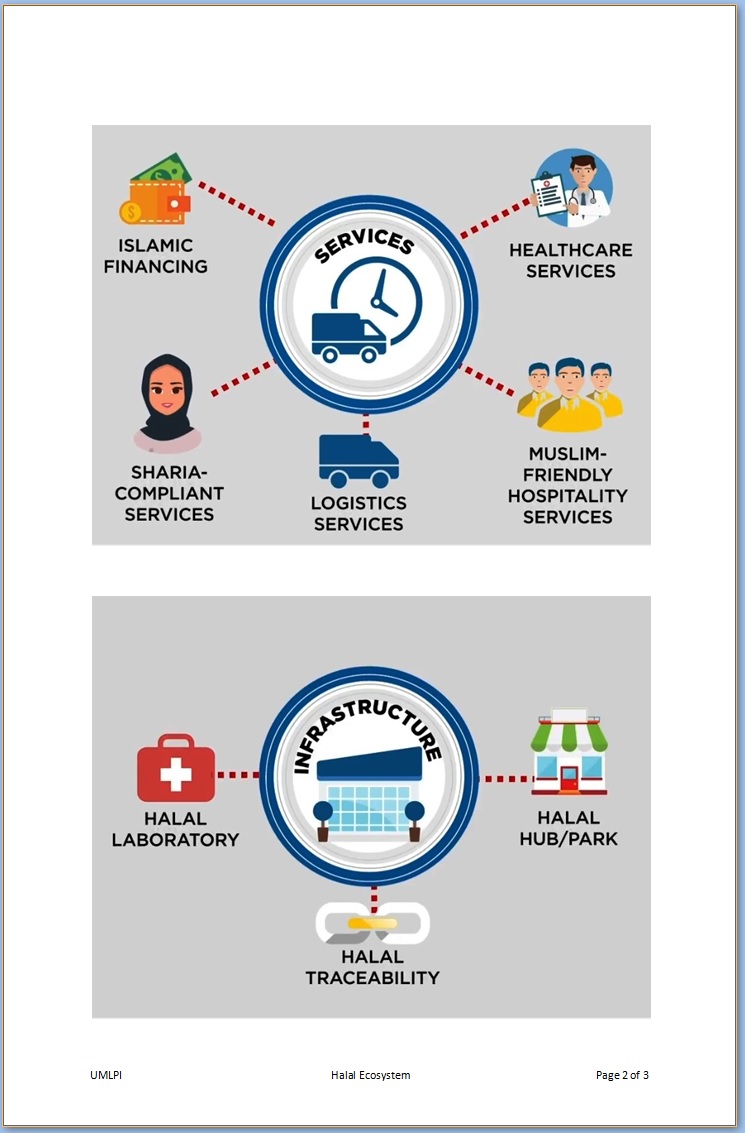 SERVICES
ISLAMIC
FINANCING
HEALTHCARE
SERVICES
SHARIA-
COMPLIANT
SERVICES
LOGISTICS
SERVICES
MUSLIM-
FRIENDLY
HOSPITALITY
SERVICES
INFRASTRUCTURE
HALAL
LABORATORY
HALAL
HUB/PARK
HALAL
TRACEABILITY
UMLPI Halal Ecosystem Page 2 of 3